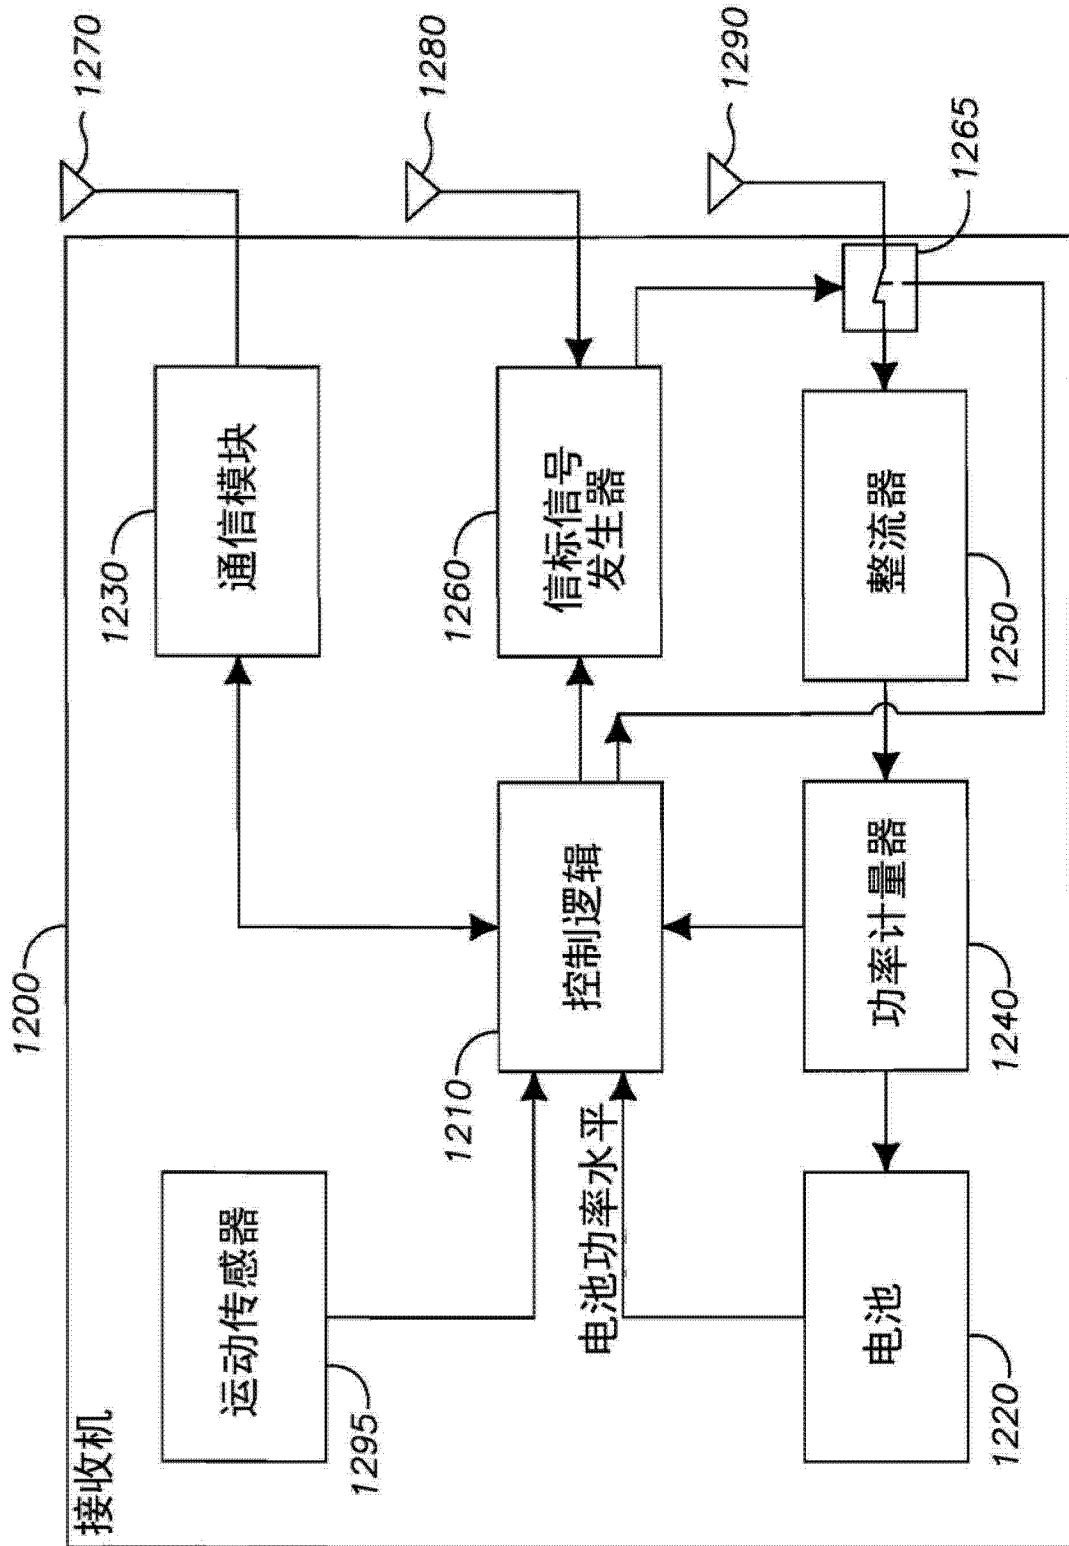 接收机
1200
运动传感器
1295
通信模块
1230
1270
控制逻辑
1210
信标信号
发生器
1260
1280
电池功率水平
电池
1220
功率计量器
1240
整流器
1250
1265
1290